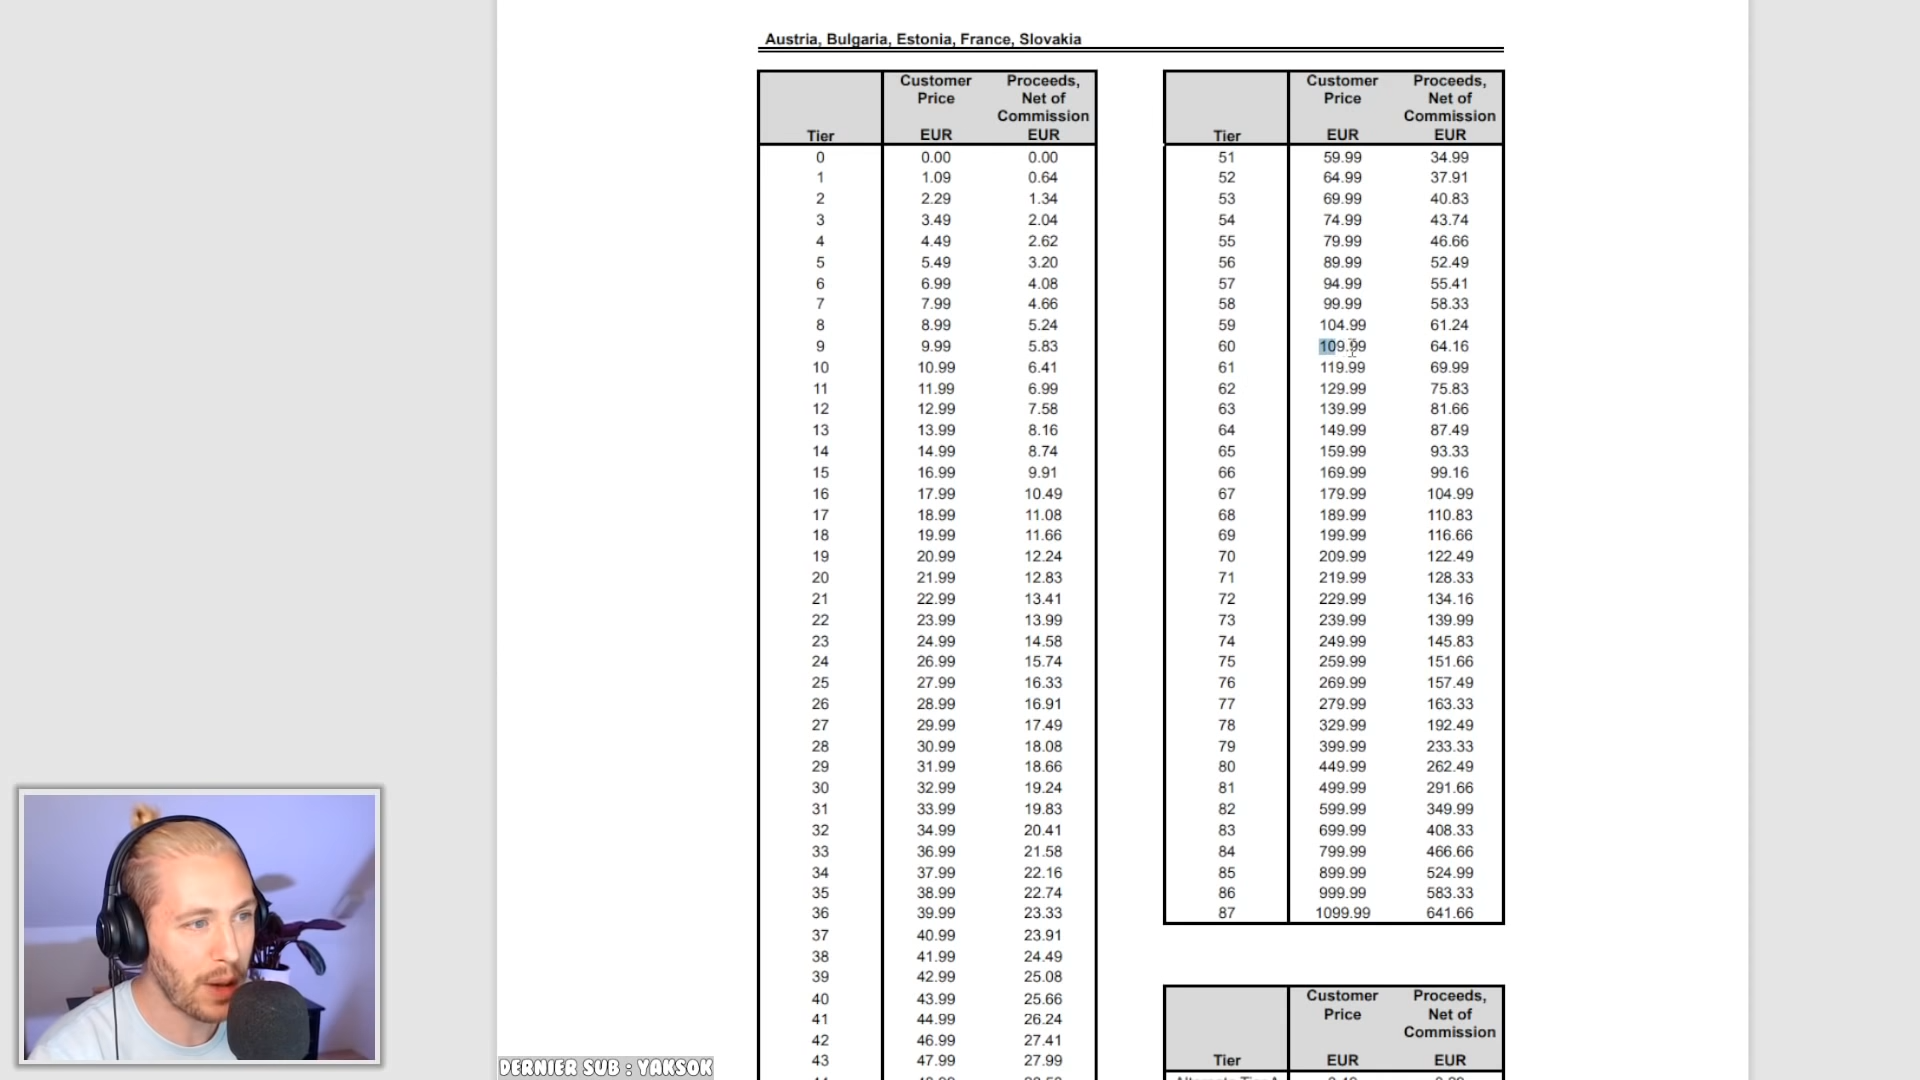 Austria, Bulgaria, Estonia, France, Slovakia
Customer Proceeds,
Price Net of
Commission
Tier EUR EUR
0 0.00 0.00
1 1.09 0.64
2 2.29 1.34
3 3.49 2.04
4 4.49 2.62
5 5.49 3.20
6 6.99 4.08
7 7.99 4.66
8 8.99 5.24
9 9.99 5.83
10 10.99 6.41
11 11.99 6.99
12 12.99 7.58
13 13.99 8.16
14 14.99 8.74
15 16.99 9.91
16 17.99 10.49
17 18.99 11.08
18 19.99 11.66
19 20.99 12.24
20 21.99 12.83
21 22.99 13.41
22 23.99 13.99
23 24.99 14.58
24 26.99 15.74
25 27.99 16.33
26 28.99 16.91
27 29.99 17.49
28 30.99 18.08
29 31.99 18.66
30 32.99 19.24
31 33.99 19.83
32 34.99 20.41
33 36.99 21.58
34 37.99 22.16
35 38.99 22.74
36 39.99 23.33
37 40.99 23.91
38 41.99 24.49
39 42.99 25.08
40 43.99 25.66
41 44.99 26.24
42 46.99 27.41
43 47.99 27.99
Customer Proceeds,
Price Net of
Commission
Tier EUR EUR
51 59.99 34.99
52 64.99 37.91
53 69.99 40.83
54 74.99 43.74
55 79.99 46.66
56 89.99 52.49
57 94.99 55.41
58 99.99 58.33
59 104.99 61.24
60 109.99 64.16
61 119.99 69.99
62 129.99 75.83
63 139.99 81.66
64 149.99 87.49
65 159.99 93.33
66 169.99 99.16
67 179.99 104.99
68 189.99 110.83
69 199.99 116.66
70 209.99 122.49
71 219.99 128.33
72 229.99 134.16
73 239.99 139.99
74 249.99 145.83
75 259.99 151.66
76 269.99 157.49
77 279.99 163.33
78 329.99 192.49
79 399.99 233.33
80 449.99 262.49
81 499.99 291.66
82 599.99 349.99
83 699.99 408.33
84 799.99 466.66
85 899.99 524.99
86 999.99 583.33
87 1099.99 641.66
Customer Proceeds,
Price Net of
Commission
Tier EUR EUR
DERNIER SUB : YAKSOK